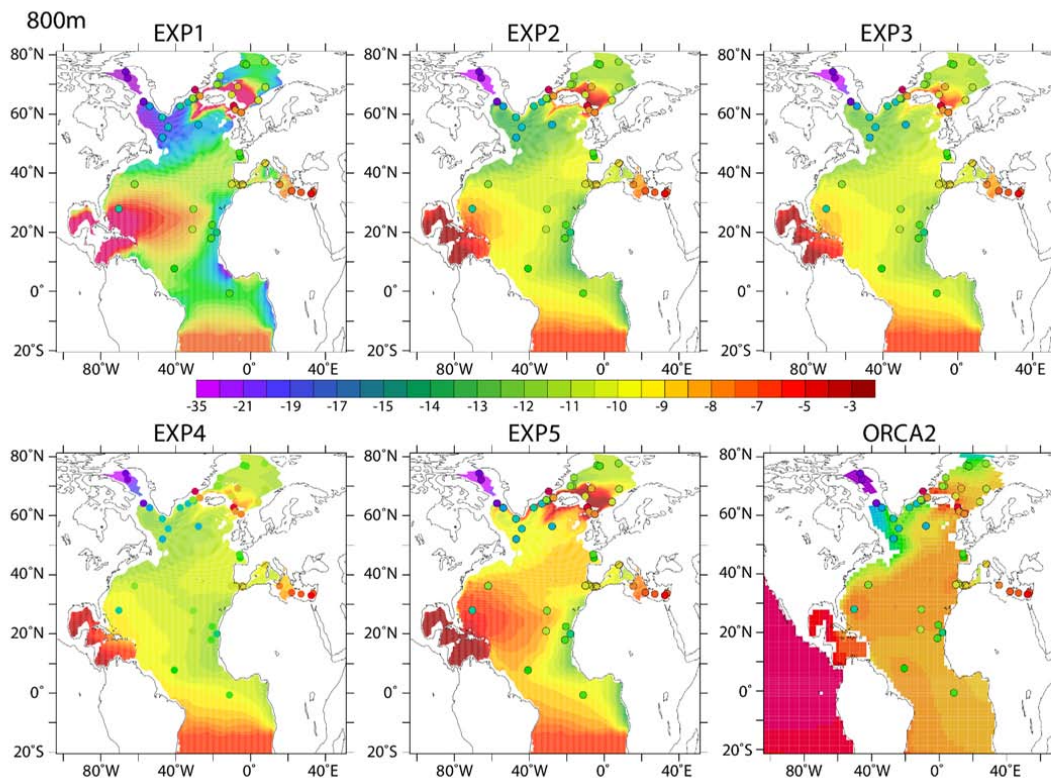 800m
EXP1 EXP2 EXP3
80°N 80°N 80°N
60°N 60°N 60°N
40°N 40°N 40°N
20°N 20°N 20°N
0° 0° 0°
20°S 20°S 20°S
80°W 40°W 0° 40°E 80°W 40°W 0° 40°E 80°W 40°W 0° 40°E
-35 -21 -19 -17 -15 -14 -13 -12 -11 -10 -9 -8 -7 -5 -3
EXP4 EXP5 ORCA2
80°N 80°N 80°N
60°N 60°N 60°N
40°N 40°N 40°N
20°N 20°N 20°N
0° 0° 0°
20°S 20°S 20°S
80°W 40°W 0° 40°E 80°W 40°W 0° 40°E 80°W 40°W 0° 40°E